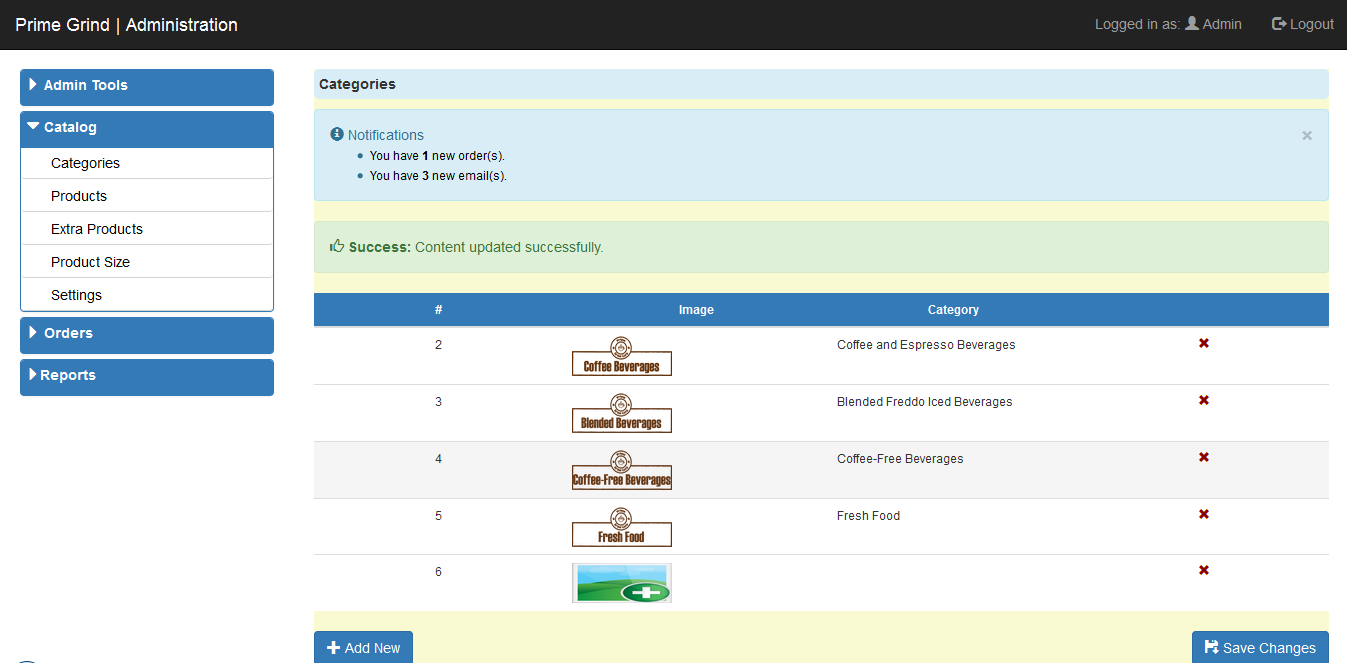 Prime Grind | Administration
Logged in as: Admin
Logout
Admin Tools
Catalog
Categories
Products
Extra Products
Product Size
Settings
Orders
Reports
Categories
Notifications
×
You have 1 new order(s).
You have 3 new email(s).
Success: Content updated successfully.
# Image Category
2 Coffee Beverages Coffee and Espresso Beverages
3 Blended Beverages Blended Freddo Iced Beverages
4 Coffee-Free Beverages Coffee-Free Beverages
5 Fresh Food Fresh Food
6
Add New
Save Changes